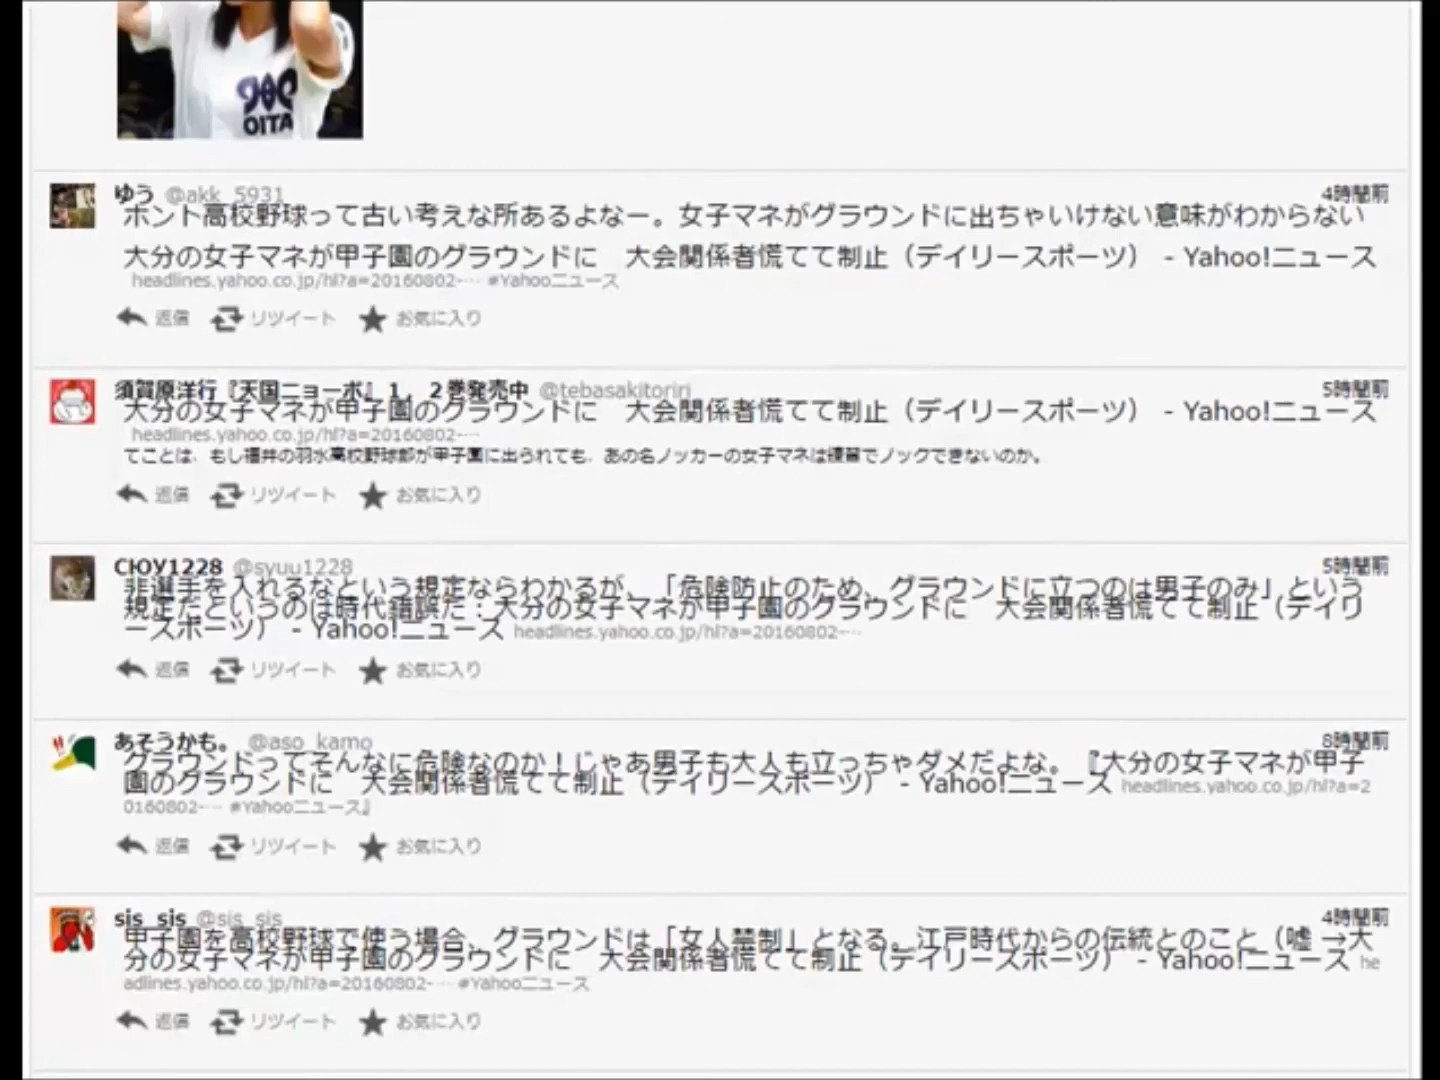 OITA
ゆう @akk_5931 4時間前
ホント高校野球って古い考えな所あるよなー。女子マネがグラウンドに出ちゃいけない意味がわからない
大分の女子マネが甲子園のグラウンドに 大会関係者慌てて制止（デイリースポーツ） - Yahoo!ニュース
headlines.yahoo.co.jp/hl?a=20160802-… #Yahooニュース
返信 リツイート お気に入り
須賀原洋行『天国ニョーボ』１，２巻発売中 @tebasakitoriri 5時間前
大分の女子マネが甲子園のグラウンドに 大会関係者慌てて制止（デイリースポーツ） - Yahoo!ニュース
headlines.yahoo.co.jp/hl?a=20160802-…
てことは、もし福井の羽水高校野球部が甲子園に出られても、あの名ノッカーの女子マネは練習でノックできないのか。
返信 リツイート お気に入り
СЮУ1228 @syuu1228 5時間前
非選手を入れるなという規定ならわかるが、「危険防止のため、グラウンドに立つのは男子のみ」という
規定だというのは時代錯誤だ：大分の女子マネが甲子園のグラウンドに 大会関係者慌てて制止（デイリ
ースポーツ） - Yahoo!ニュース headlines.yahoo.co.jp/hl?a=20160802-…
返信 リツイート お気に入り
あそうかも。 @aso_kamo 8時間前
グラウンドってそんなに危険なのか！じゃあ男子も大人も立っちゃダメだよな。『大分の女子マネが甲子
園のグラウンドに 大会関係者慌てて制止（デイリースポーツ） - Yahoo!ニュース headlines.yahoo.co.jp/hl?a=2
0160802-… #Yahooニュース』
返信 リツイート お気に入り
sis_sis @sis_sis 4時間前
甲子園を高校野球で使う場合、グラウンドは「女人禁制」となる。江戸時代からの伝統とのこと（嘘 →大
分の女子マネが甲子園のグラウンドに 大会関係者慌てて制止（デイリースポーツ） - Yahoo!ニュース he
adlines.yahoo.co.jp/hl?a=20160802-… #Yahooニュース
返信 リツイート お気に入り